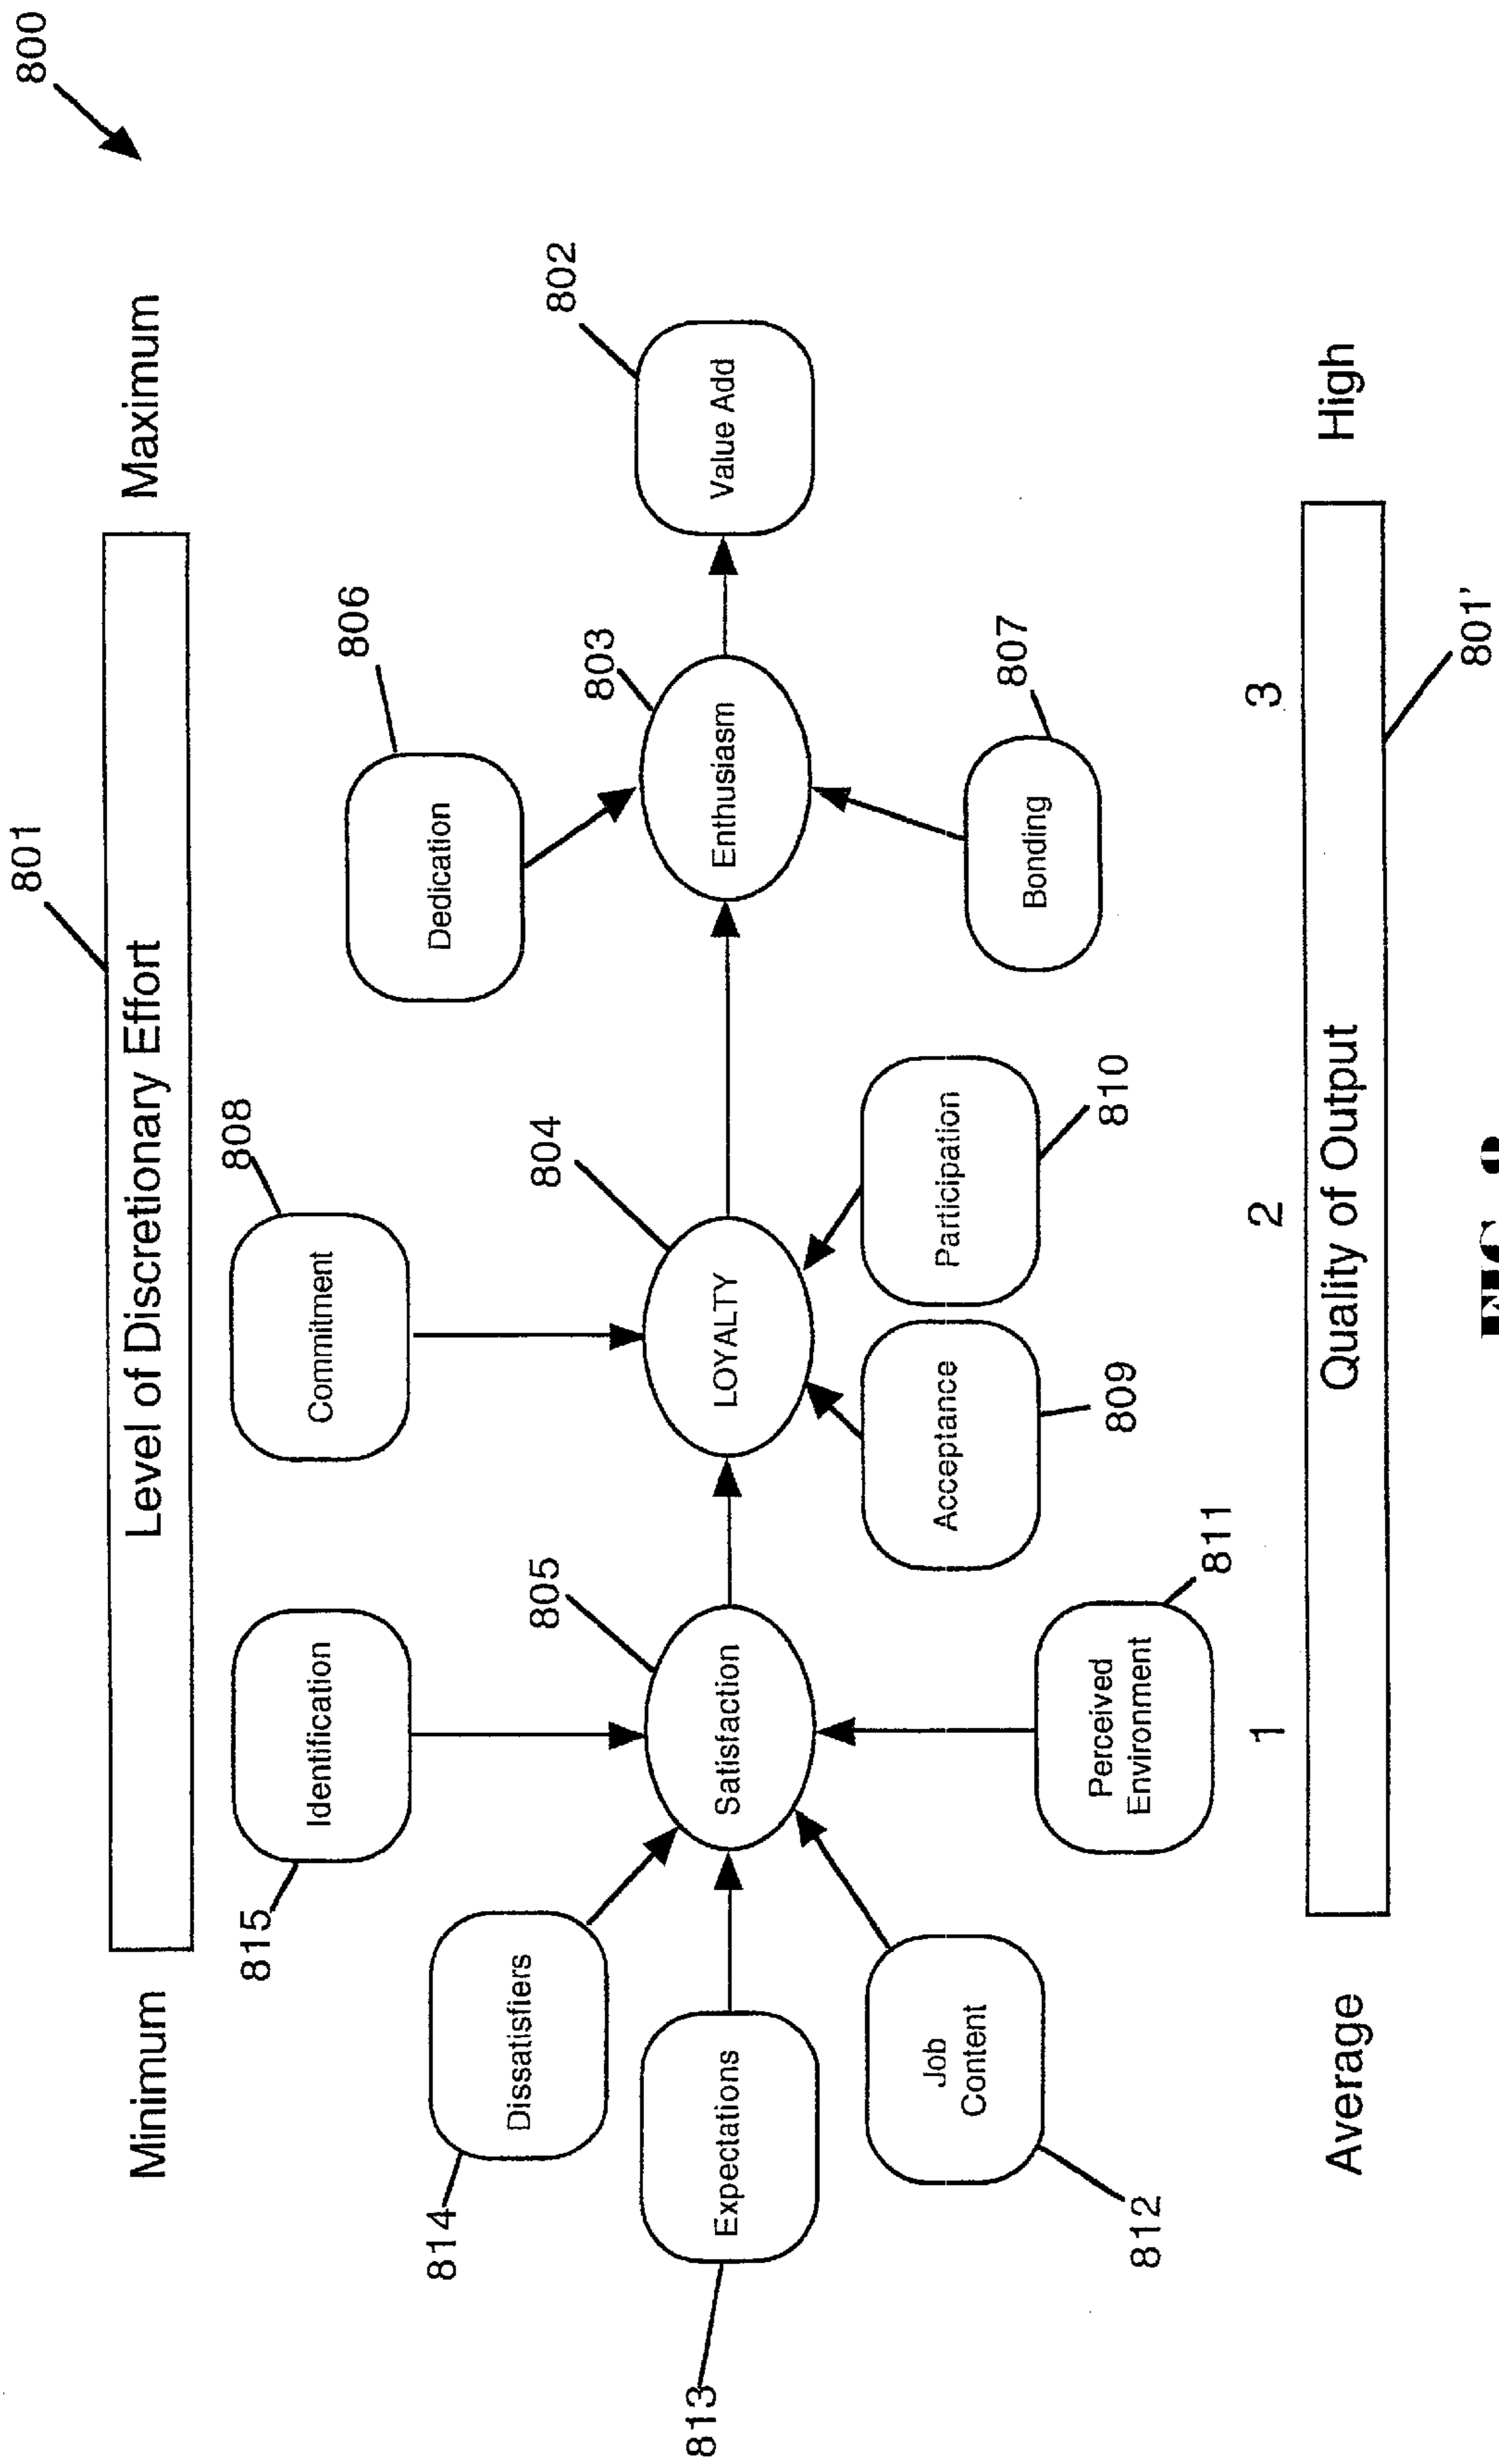 800
801
Minimum
Level of Discretionary Effort
Maximum
815
808
Identification
Commitment
806
814
Dissatisfiers
Dedication
805
804
803
802
813
Expectations
Satisfaction
LOYALTY
Enthusiasm
Value Add
Job
Content
Acceptance
Participation
Bonding
807
812
Perceived
Environment
809
810
811
1
2
3
Average
Quality of Output
High
801'